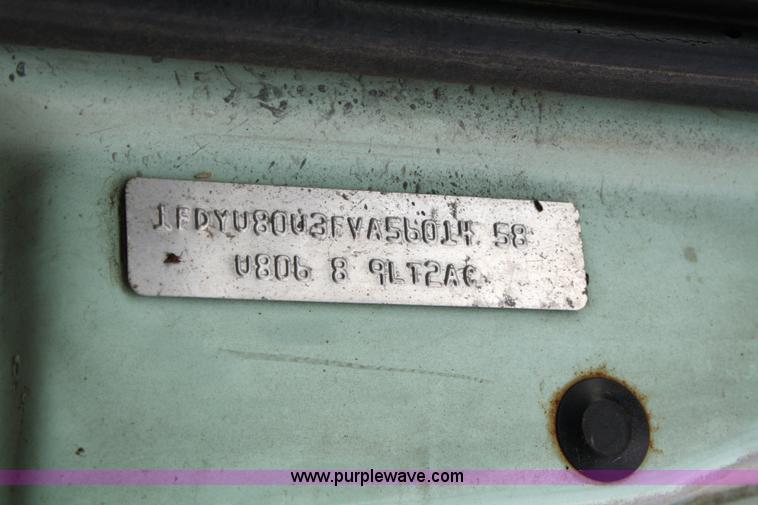 1FDYU80U3FVA56014 58
U806 8 9LT2AC
www.purplewave.com